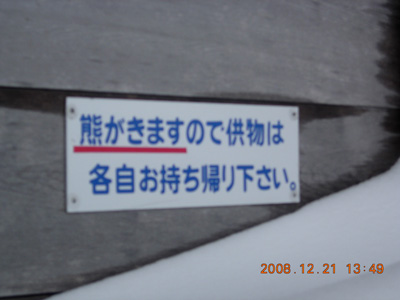 熊がきますので供物は
各自お持ち帰り下さい。
2008.12.21 13:49